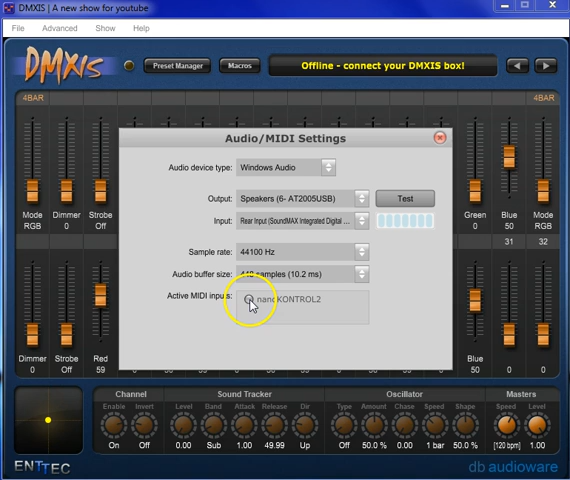 DMXIS | A new show for youtube
File Advanced Show Help
DMXIS Preset Manager Macros Offline - connect your DMXIS box!
4BAR 4BAR
Audio/MIDI Settings
Audio device type: Windows Audio
Output: Speakers (6- AT2005USB) Test
Input: Rear Input (SoundMAX Integrated Digital ...
Sample rate: 44100 Hz
Audio buffer size: 448 samples (10.2 ms)
Active MIDI inputs: nanoKONTROL2
Mode Dimmer Strobe Green Blue Mode
RGB 0 Off 0 50 RGB
31 32
Dimmer Strobe Red Blue
0 Off 59 50 0 0
Channel Sound Tracker Oscillator Masters
Enable Invert Level Band Attack Release Dir Type Amount Chase Speed Shape Speed Level
On Off 0.00 Sub 1.00 49.99 Up Off 50.0 % 0.00 1 bar 50.0 % [120 bpm] 1.00
ENTTEC db audioware